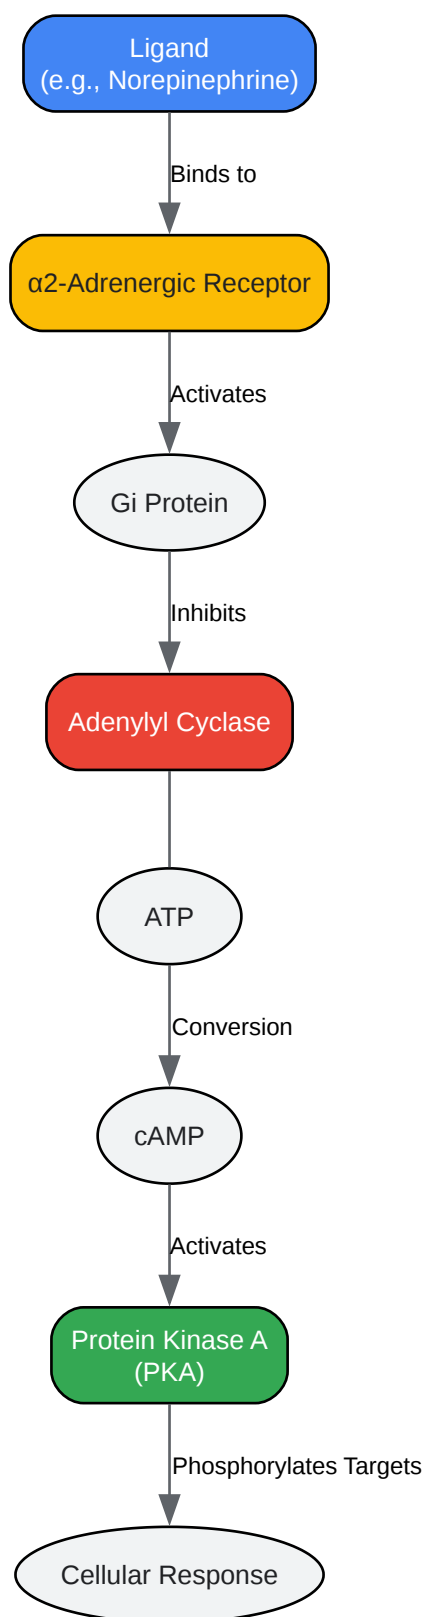 Ligand
(e.g., Norepinephrine)
Binds to
α2-Adrenergic Receptor
Activates
Gi Protein
Inhibits
Adenylyl Cyclase
ATP
Conversion
cAMP
Activates
Protein Kinase A
(PKA)
Phosphorylates Targets
Cellular Response